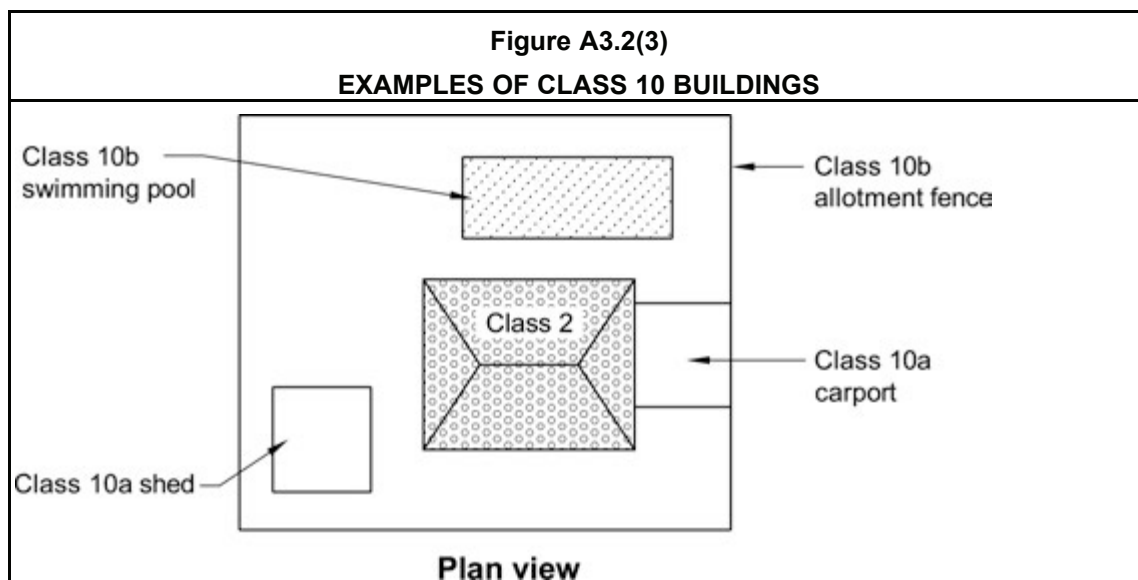 Figure A3.2(3)
EXAMPLES OF CLASS 10 BUILDINGS
Class 10b
swimming pool
Class 10b
allotment fence
Class 2
Class 10a
carport
Class 10a shed
Plan view